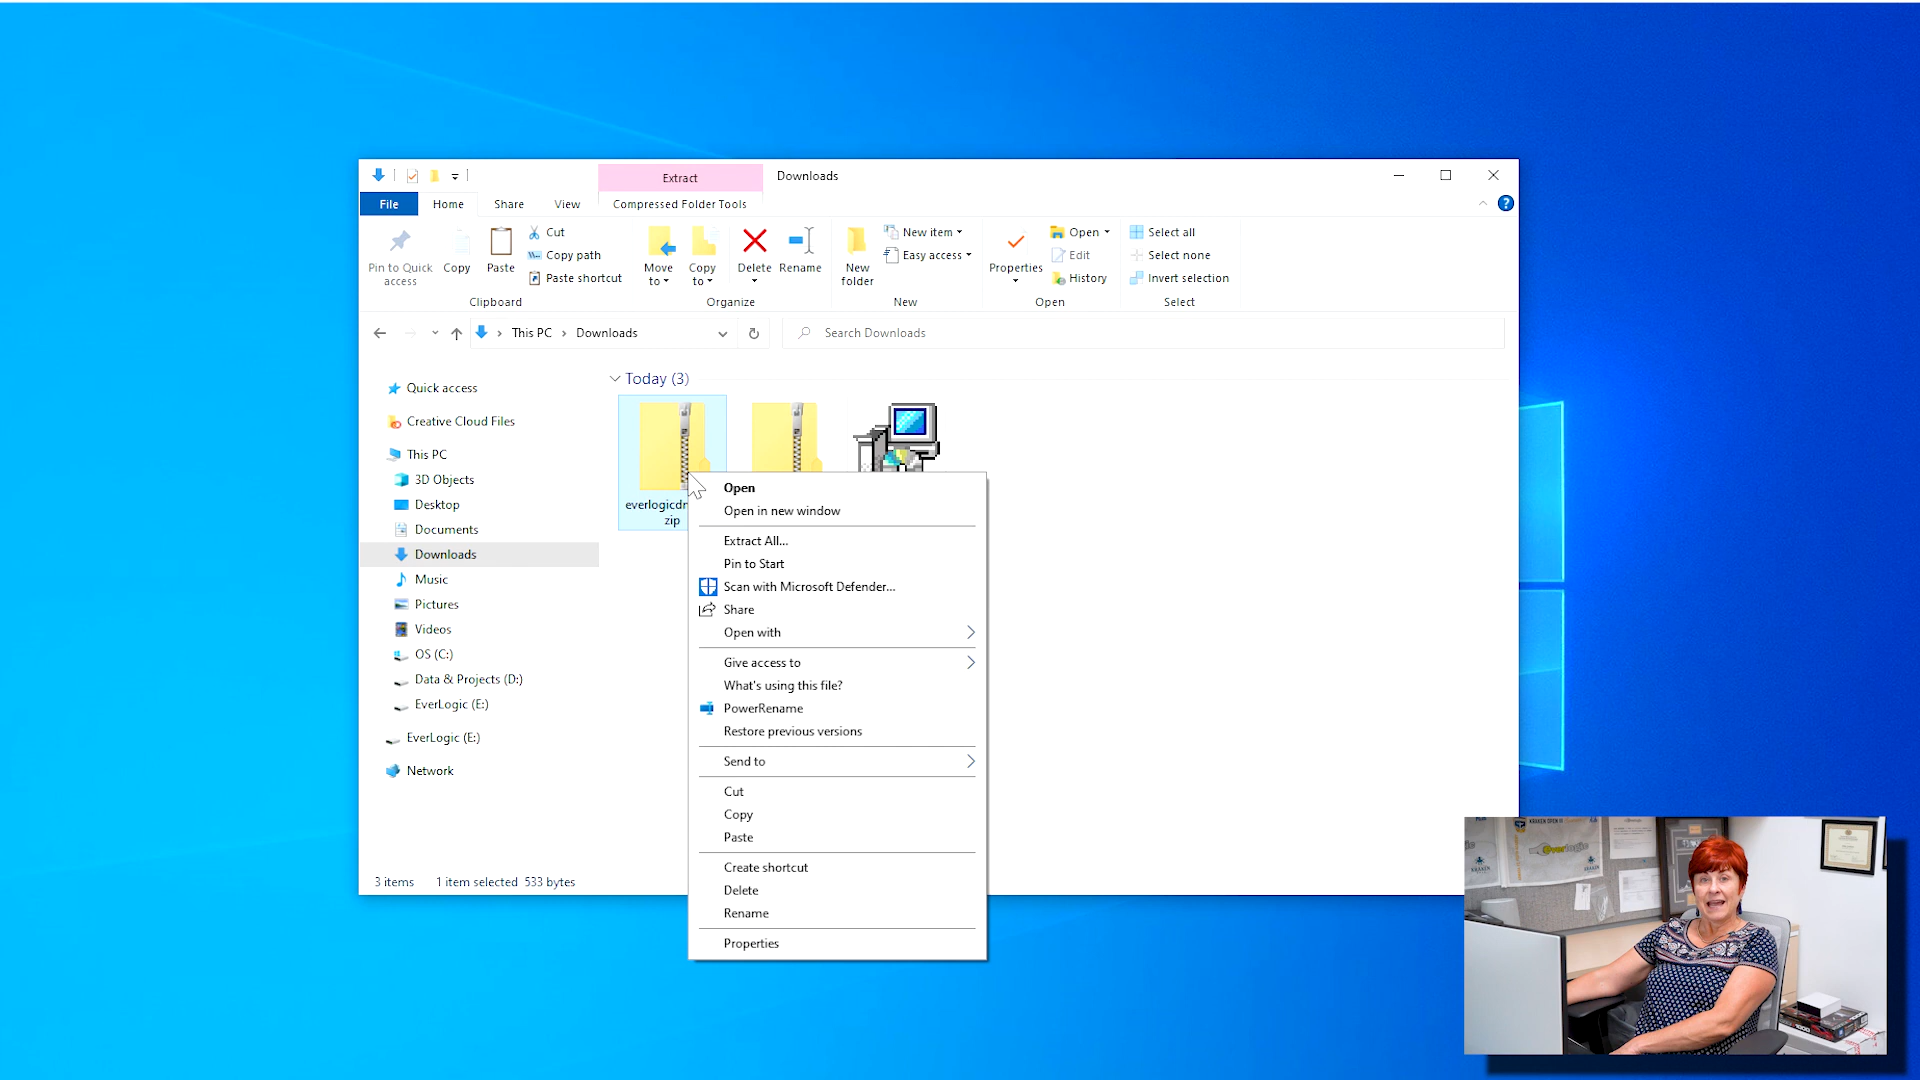 Extract
Downloads
File
Home
Share
View
Compressed Folder Tools
Pin to Quick
access
Copy
Paste
Cut
Copy path
Paste shortcut
Clipboard
Move
to
Copy
to
Delete
Rename
Organize
New
folder
New item
Easy access
New
Properties
Open
Edit
History
Open
Select all
Select none
Invert selection
Select
This PC
Downloads
Search Downloads
Quick access
Creative Cloud Files
This PC
3D Objects
Desktop
Documents
Downloads
Music
Pictures
Videos
OS (C:)
Data & Projects (D:)
EverLogic (E:)
EverLogic (E:)
Network
Today (3)
zip
Open
Open in new window
Extract All...
Pin to Start
Scan with Microsoft Defender...
Share
Open with
Give access to
What's using this file?
PowerRename
Restore previous versions
Send to
Cut
Copy
Paste
Create shortcut
Delete
Rename
Properties
3 items
1 item selected 533 bytes
KRAKEN OPEN III
Everlogic